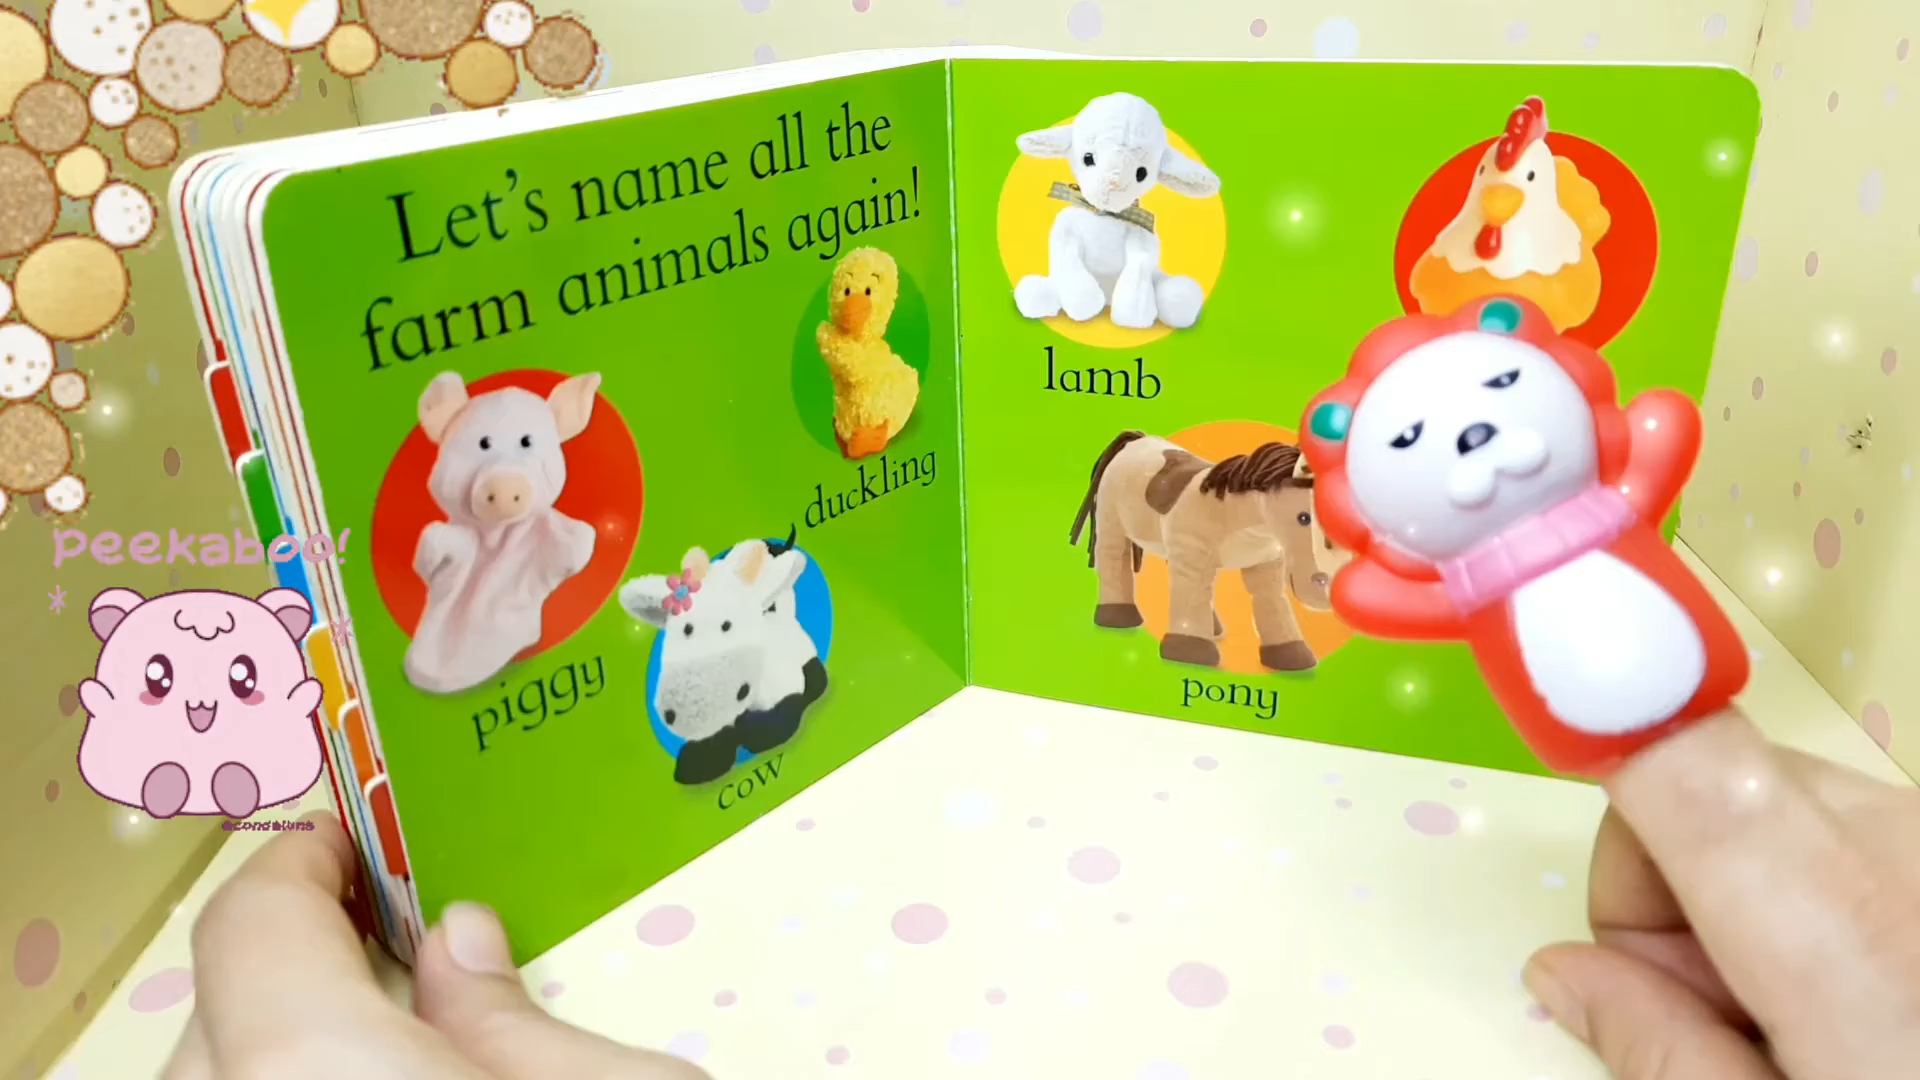 Let's name all the
farm animals again!
duckling
piggy
cow
lamb
pony
peekaboo!